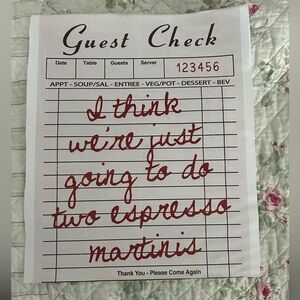 Guest Check
Date Table Guests Server 123456
APPT - SOUP/SAL - ENTREE - VEG/POT - DESSERT - BEV
I think
we're just
going to do
two espresso
martinis
Thank You - Please Come Again